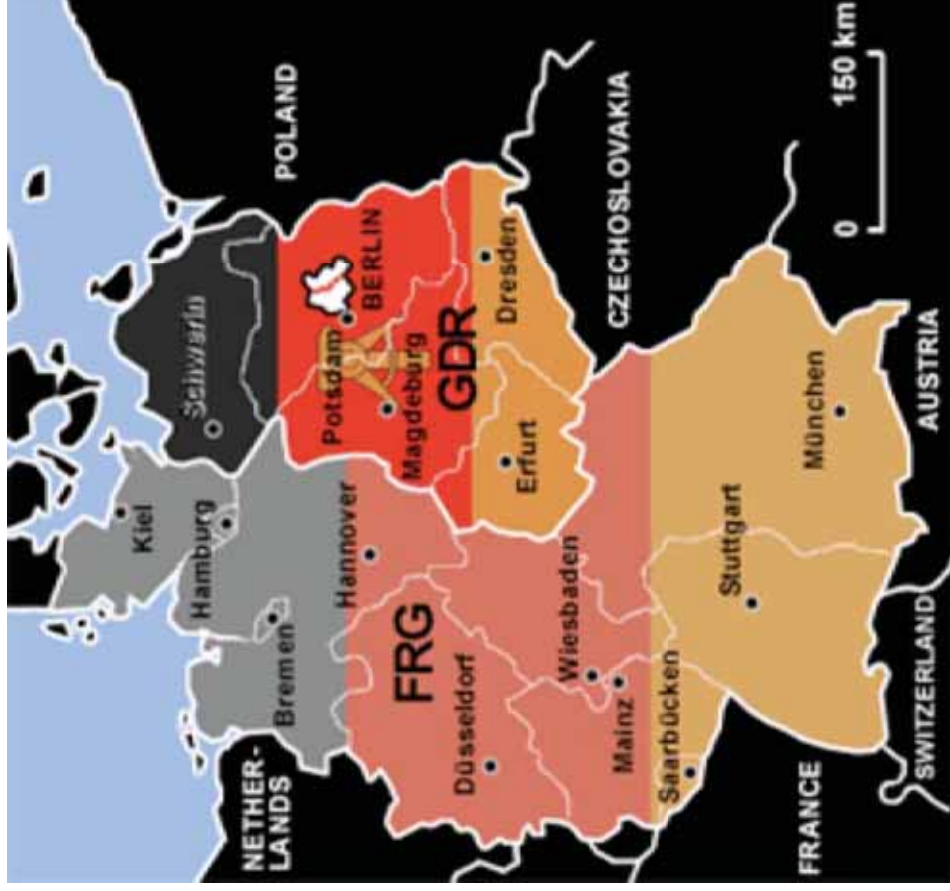 POLAND
Schwerin
Kiel
Hamburg
BERLIN
Potsdam
Magdeburg
Hannover
Bremen
NETHER-
LANDS
GDR
FRG
Dresden
Erfurt
Düsseldorf
Wiesbaden
Mainz
CZECHOSLOVAKIA
Saarbücken
Stuttgart
München
FRANCE
SWITZERLAND
AUSTRIA
0 150 km